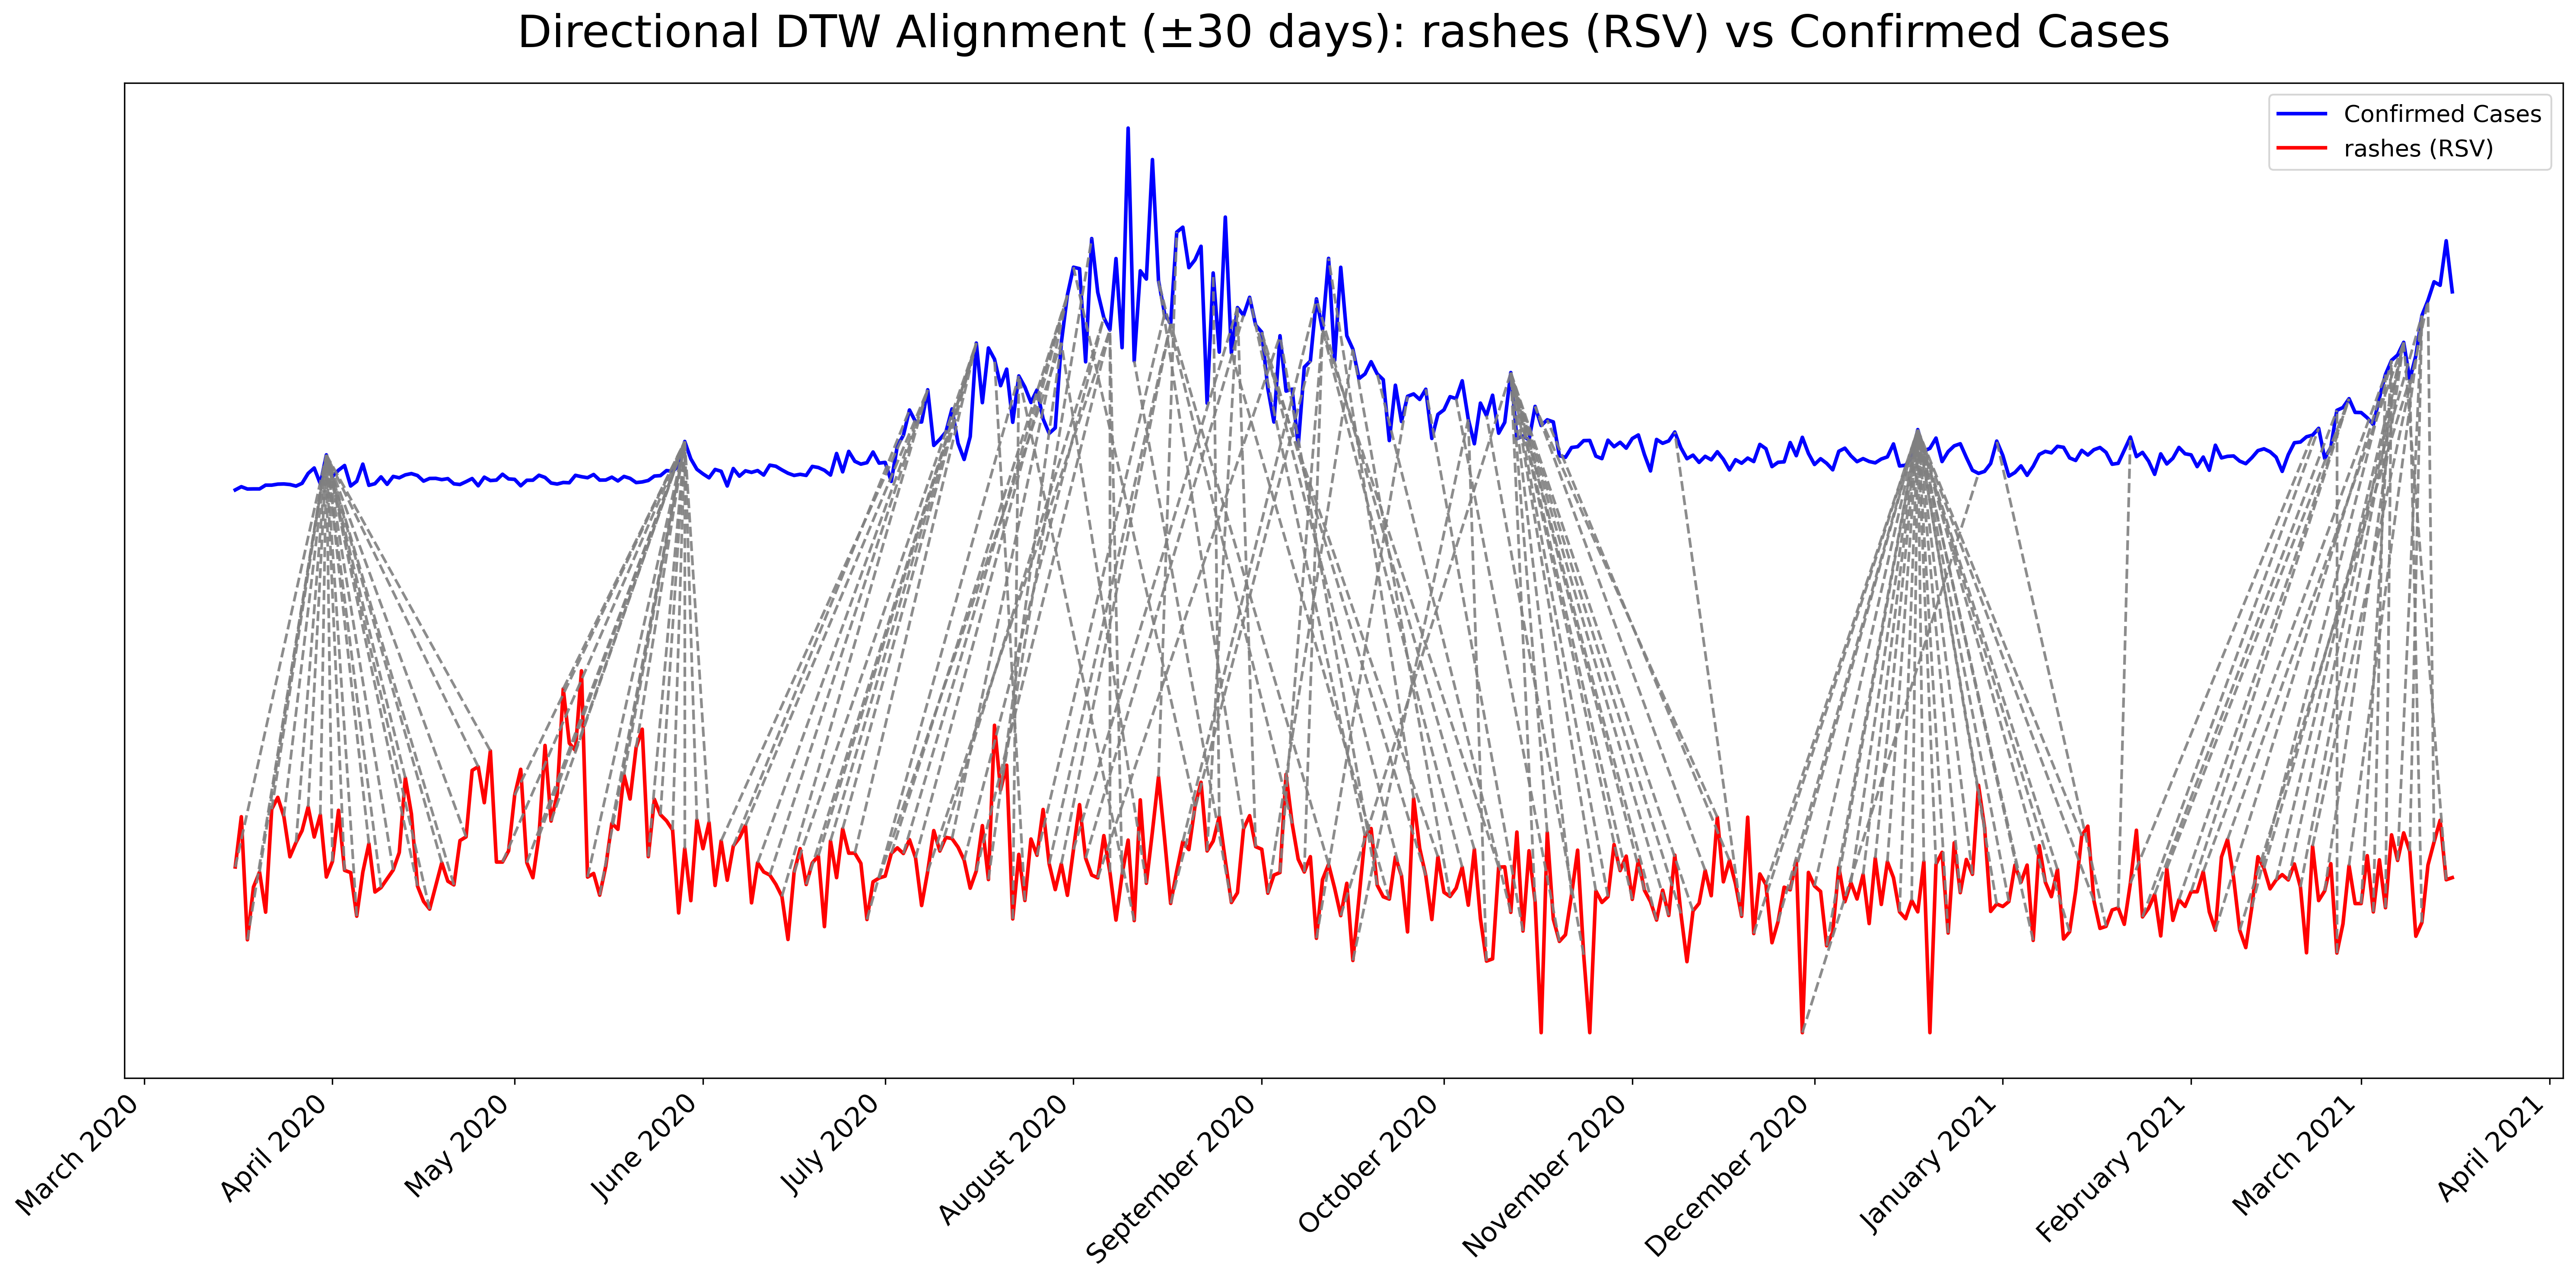 Directional DTW Alignment (±30 days): rashes (RSV) vs Confirmed Cases
Confirmed Cases
rashes (RSV)
March 2020
April 2020
May 2020
June 2020
July 2020
August 2020
September 2020
October 2020
November 2020
December 2020
January 2021
February 2021
March 2021
April 2021